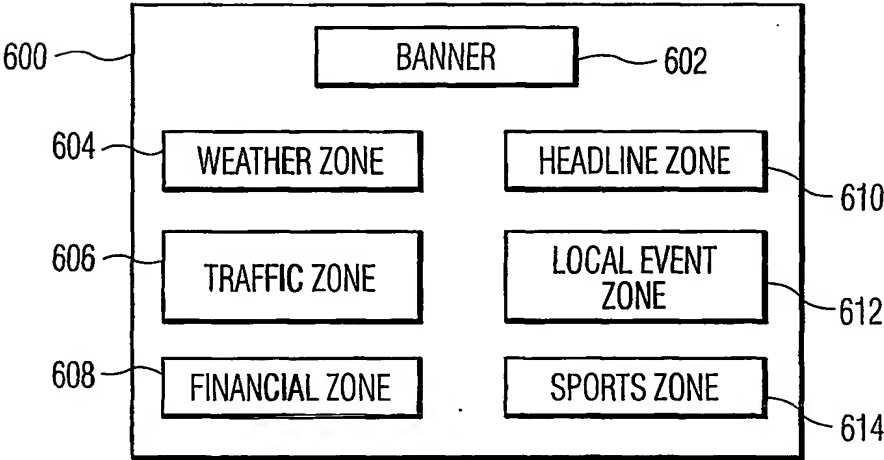 600
BANNER
602
604
WEATHER ZONE
HEADLINE ZONE
610
606
TRAFFIC ZONE
LOCAL EVENT
ZONE
612
608
FINANCIAL ZONE
SPORTS ZONE
614